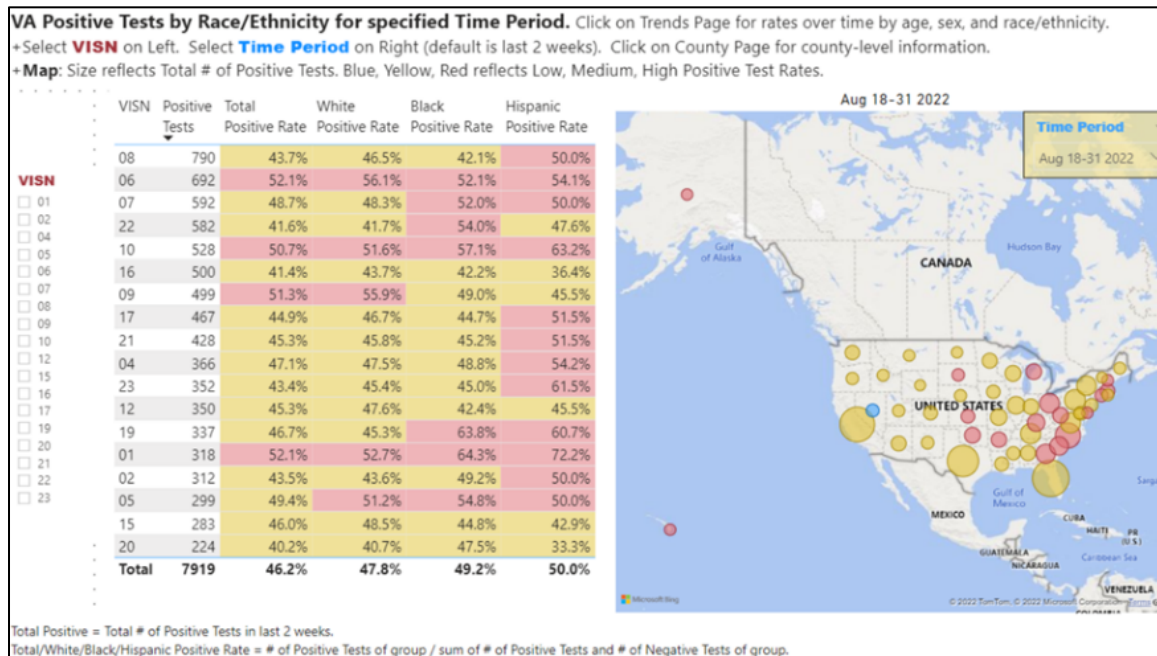 VA Positive Tests by Race/Ethnicity for specified Time Period. Click on Trends Page for rates over time by age, sex, and race/ethnicity.
+Select VISN on Left. Select Time Period on Right (default is last 2 weeks). Click on County Page for county-level information.
+Map: Size reflects Total # of Positive Tests. Blue, Yellow, Red reflects Low, Medium, High Positive Test Rates.
VISN
01
02
04
05
06
07
08
09
10
12
15
16
17
19
20
21
22
23
VISN Positive Total White Black Hispanic
Tests Positive Rate Positive Rate Positive Rate Positive Rate
08 790 43.7% 46.5% 42.1% 50.0%
06 692 52.1% 56.1% 52.1% 54.1%
07 592 48.7% 48.3% 52.0% 50.0%
22 582 41.6% 41.7% 54.0% 47.6%
10 528 50.7% 51.6% 57.1% 63.2%
16 500 41.4% 43.7% 42.2% 36.4%
09 499 51.3% 55.9% 49.0% 45.5%
17 467 44.9% 46.7% 44.7% 51.5%
21 428 45.3% 45.8% 45.2% 51.5%
04 366 47.1% 47.5% 48.8% 54.2%
23 352 43.4% 45.4% 45.0% 61.5%
12 350 45.3% 47.6% 42.4% 45.5%
19 337 46.7% 45.3% 63.8% 60.7%
01 318 52.1% 52.7% 64.3% 72.2%
02 312 43.5% 43.6% 49.2% 50.0%
05 299 49.4% 51.2% 54.8% 50.0%
15 283 46.0% 48.5% 44.8% 42.9%
20 224 40.2% 40.7% 47.5% 33.3%
Total 7919 46.2% 47.8% 49.2% 50.0%
Aug 18-31 2022
Time Period
Aug 18-31 2022
Gulf
of Alaska
Hudson Bay
CANADA
UNITED STATES
Gulf of
Mexico
MEXICO
CUBA
HAITI
PR
(U.S.)
GUATEMALA
NICARAGUA
Caribbean Sea
VENEZUELA
Microsoft Bing
© 2022 TomTom, © 2022 Microsoft Corporation Terms
Total Positive = Total # of Positive Tests in last 2 weeks.
Total/White/Black/Hispanic Positive Rate = # of Positive Tests of group / sum of # of Positive Tests and # of Negative Tests of group.